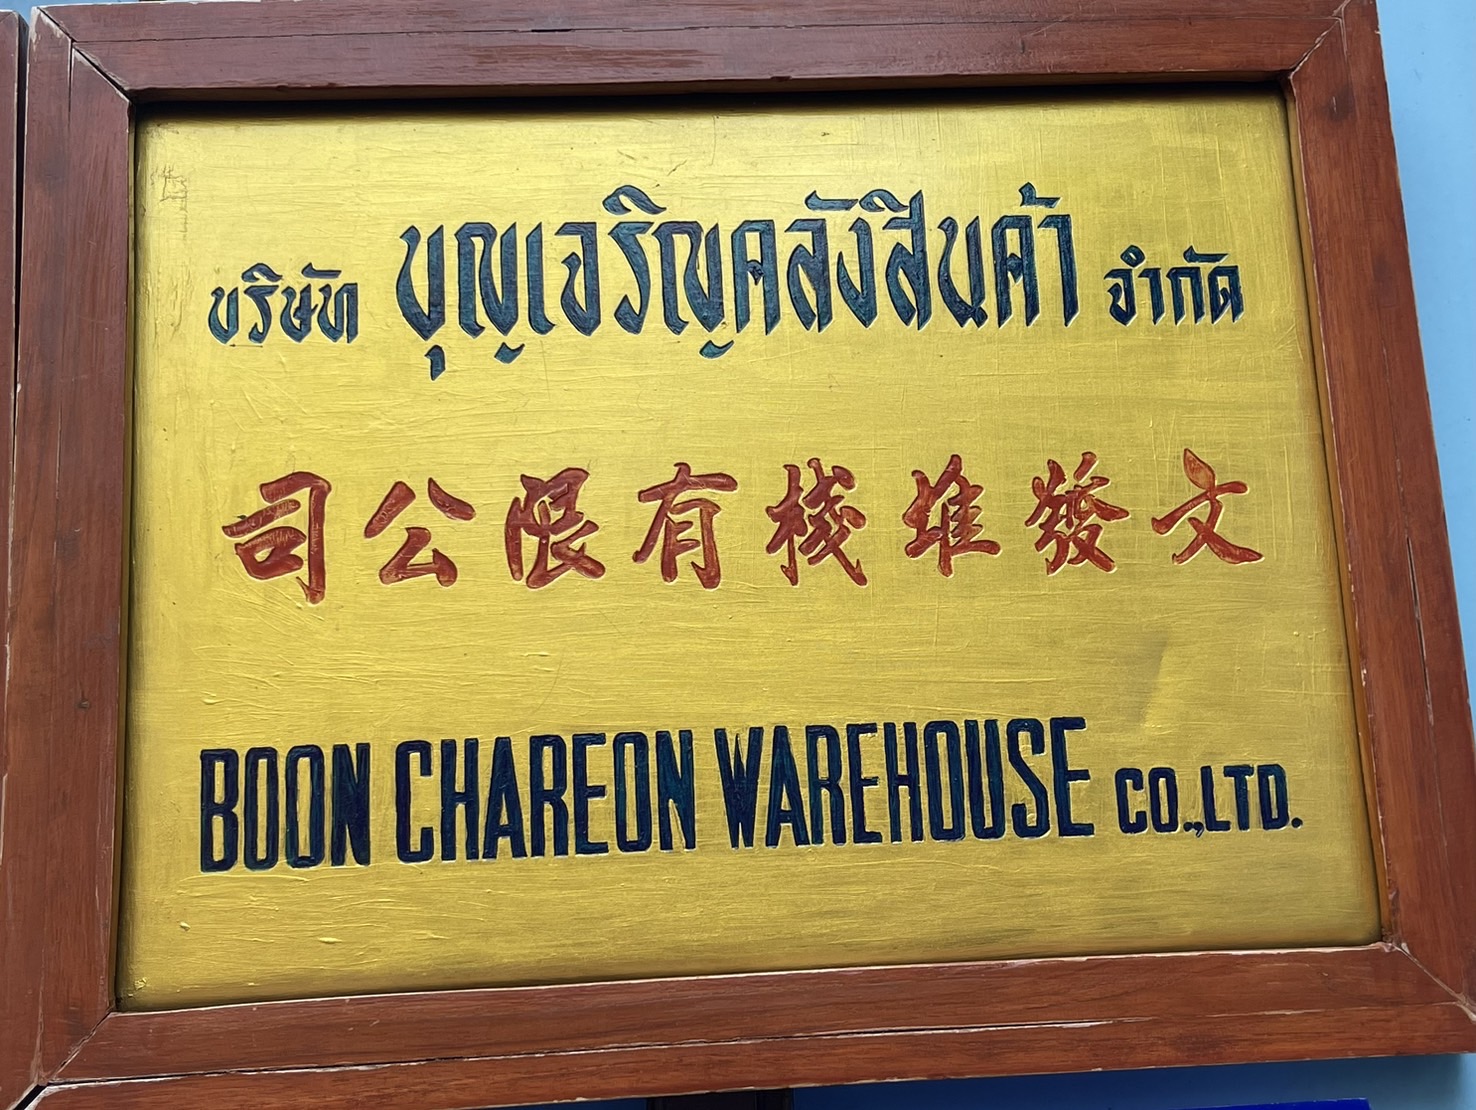 บริษัท บุญเจริญคลังสินค้า จำกัด
文發堆棧有限公司
BOON CHAREON WAREHOUSE CO.,LTD.